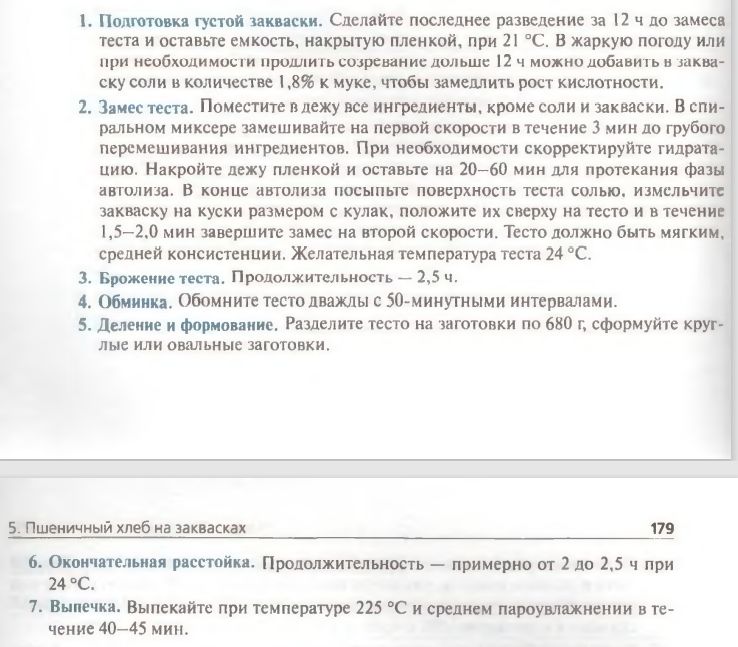 1. Подготовка густой закваски. Сделайте последнее разведение за 12 ч до замеса
теста и оставьте емкость, накрытую пленкой, при 21 °С. В жаркую погоду или
при необходимости продлить созревание дольше 12 ч можно добавить в заква-
ску соли в количестве 1,8% к муке, чтобы замедлить рост кислотности.
2. Замес теста. Поместите в дежу все ингредиенты, кроме соли и закваски. В спи-
ральном миксере замешивайте на первой скорости в течение 3 мин до грубого
перемешивания ингредиентов. При необходимости скорректируйте гидрата-
цию. Накройте дежу пленкой и оставьте на 20—60 мин для протекания фазы
автолиза. В конце автолиза посыпьте поверхность теста солью, измельчите
закваску на куски размером с кулак, положите их сверху на тесто и в течение
1,5—2,0 мин завершите замес на второй скорости. Тесто должно быть мягким,
средней консистенции. Желательная температура теста 24 °С.
3. Брожение теста. Продолжительность — 2,5 ч.
4. Обминка. Обомните тесто дважды с 50-минутными интервалами.
5. Деление и формование. Разделите тесто на заготовки по 680 г, сформуйте круг-
лые или овальные заготовки.
5. Пшеничный хлеб на заквасках 179
6. Окончательная расстойка. Продолжительность — примерно от 2 до 2,5 ч при
24 °С.
7. Выпечка. Выпекайте при температуре 225 °С и среднем пароувлажнении в те-
чение 40—45 мин.